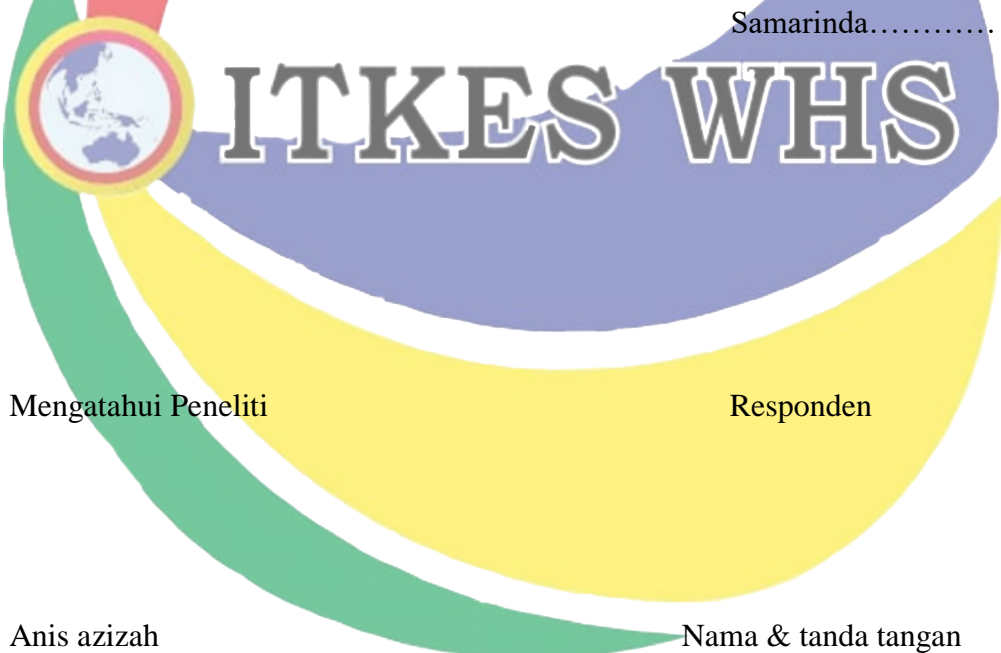 Samarinda…………
ITKES WHS
Mengatahui Peneliti Responden
Anis azizah Nama & tanda tangan